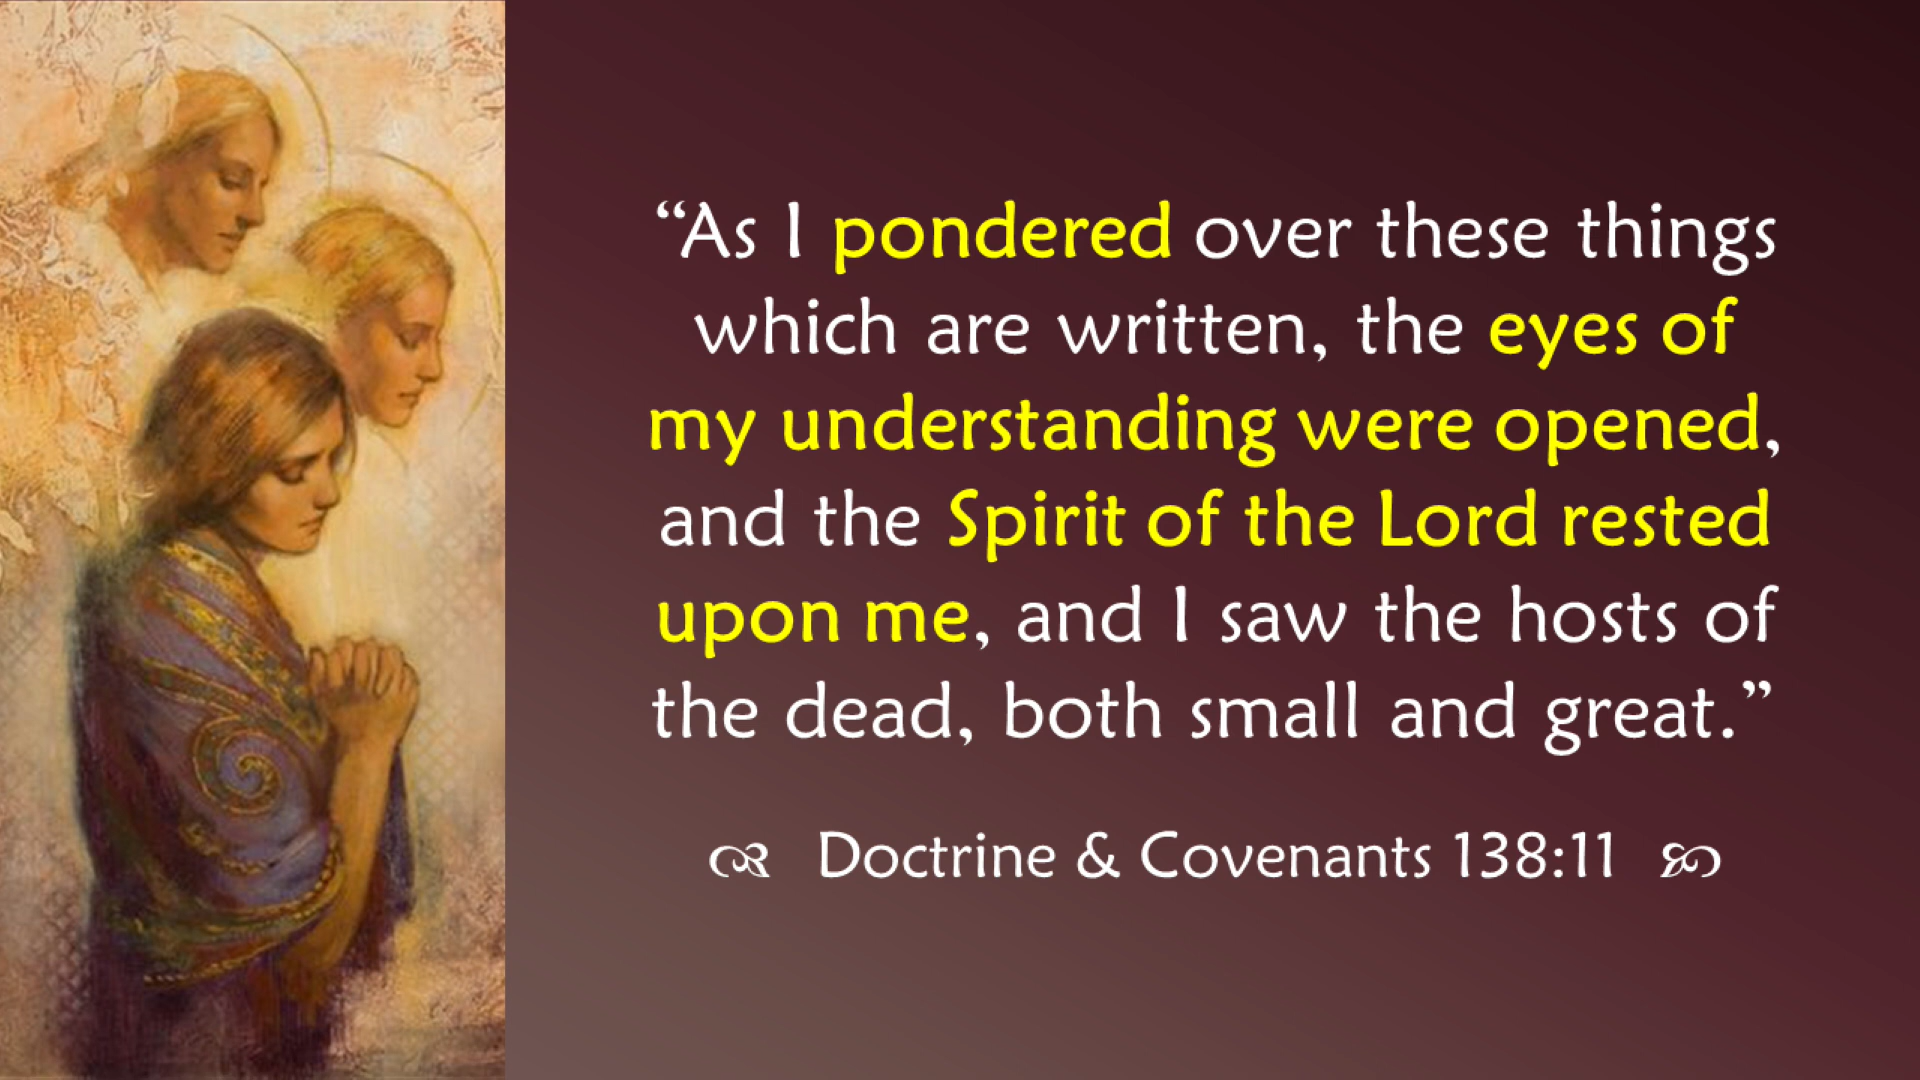 “As I pondered over these things
which are written, the eyes of
my understanding were opened,
and the Spirit of the Lord rested
upon me, and I saw the hosts of
the dead, both small and great.”
Doctrine & Covenants 138:11